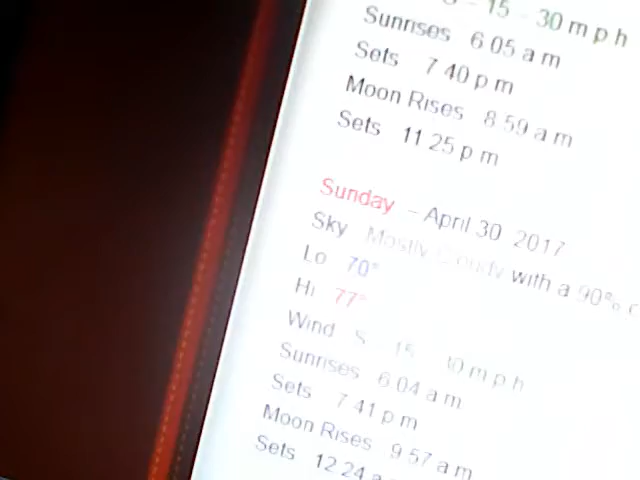 15 - 30 m p h
Sunrises 6 05 a m
Sets 7 40 p m
Moon Rises 8 59 a m
Sets 11 25 p m
Sunday - April 30 2017
Sky Mostly Cloudy with a 90%
Lo 70°
Hi 77°
Wind S 15 30 m p h
Sunrises 6 04 a m
Sets 7 41 p m
Moon Rises 9 57 a m
Sets 12 24 a